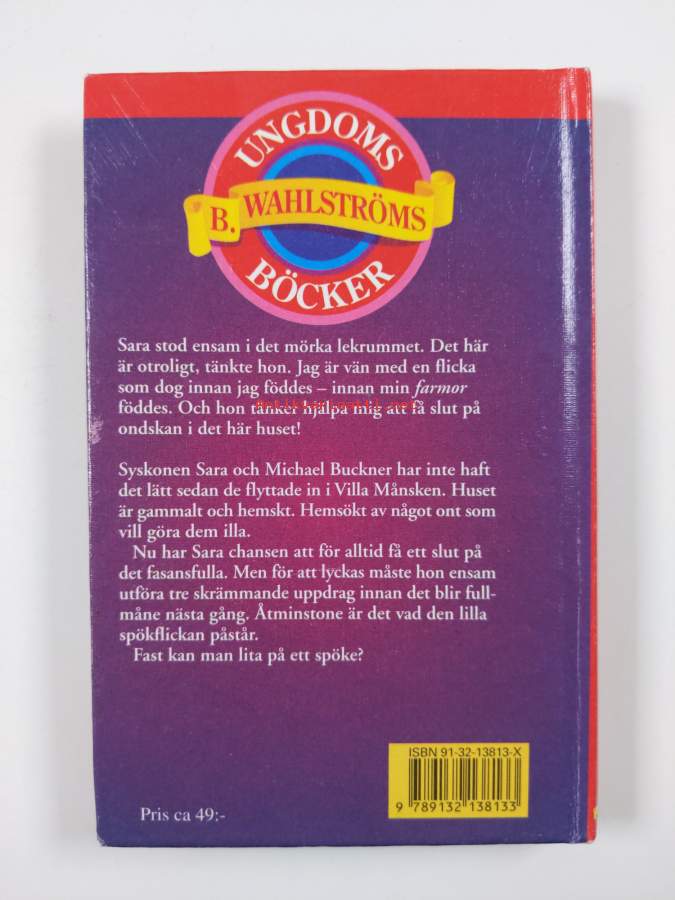 UNGDOMS
B. WAHLSTRÖMS
BÖCKER
Sara stod ensam i det mörka lekrummet. Det här
är otroligt, tänkte hon. Jag är vän med en flicka
som dog innan jag föddes – innan min farmor
föddes. Och hon tänker hjälpa mig att få slut på
ondskan i det här huset!
Syskonen Sara och Michael Buckner har inte haft
det lätt sedan de flyttade in i Villa Månsken. Huset
är gammalt och hemskt. Hemsökt av något ont som
vill göra dem illa.
Nu har Sara chansen att för alltid få ett slut på
det fasansfulla. Men för att lyckas måste hon ensam
utföra tre skrämmande uppdrag innan det blir full-
måne nästa gång. Åtminstone är det vad den lilla
spökflickan påstår.
Fast kan man lita på ett spöke?
ISBN 91-32-13813-X
9 789132 138133
Pris ca 49:-